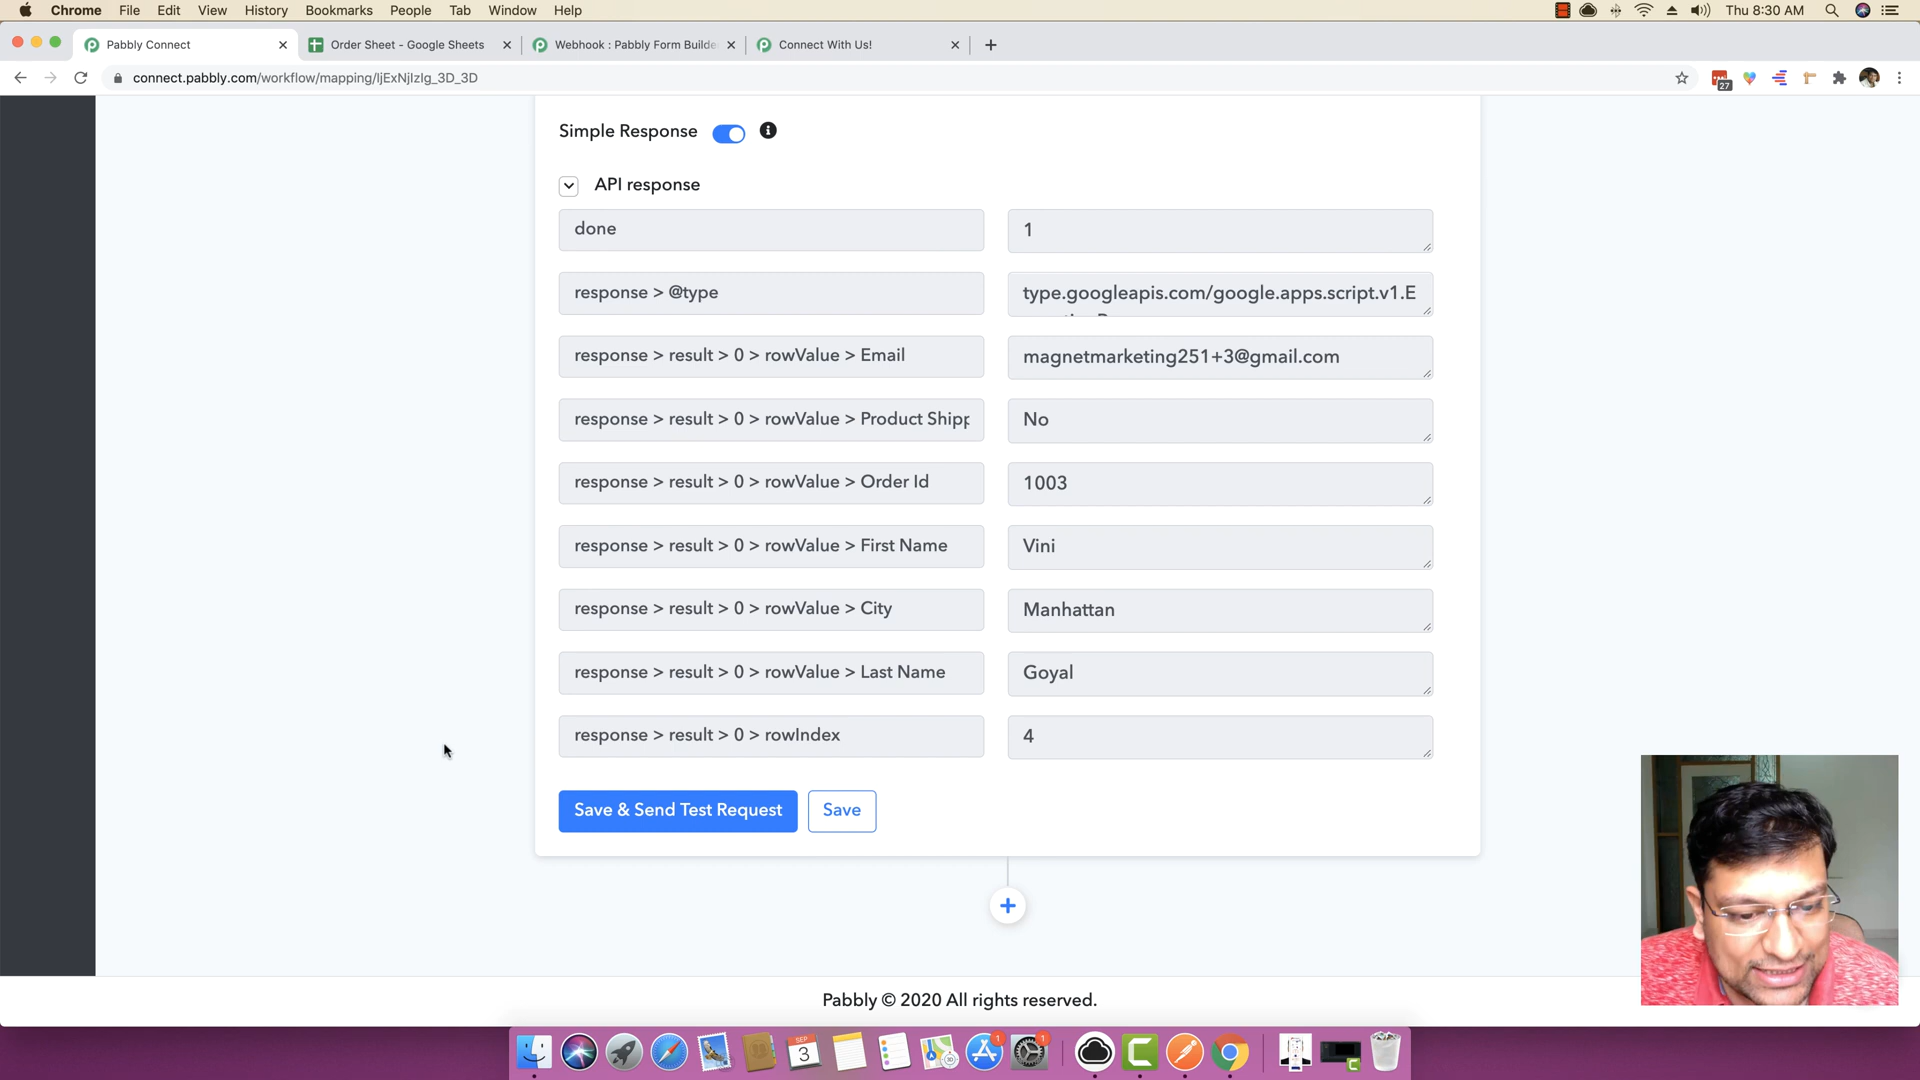 Chrome File Edit View History Bookmarks People Tab Window Help Thu 8:30 AM
Pabbly Connect Order Sheet - Google Sheets Webhook : Pabbly Form Builde Connect With Us!
connect.pabbly.com/workflow/mapping/IjExNjIzIg_3D_3D 27
Simple Response
API response
done 1
response > @type type.googleapis.com/google.apps.script.v1.E
response > result > 0 > rowValue > Email magnetmarketing251+3@gmail.com
response > result > 0 > rowValue > Product Shipp No
response > result > 0 > rowValue > Order Id 1003
response > result > 0 > rowValue > First Name Vini
response > result > 0 > rowValue > City Manhattan
response > result > 0 > rowValue > Last Name Goyal
response > result > 0 > rowIndex 4
Save & Send Test Request Save
Pabbly © 2020 All rights reserved.
SEP 3 1 1